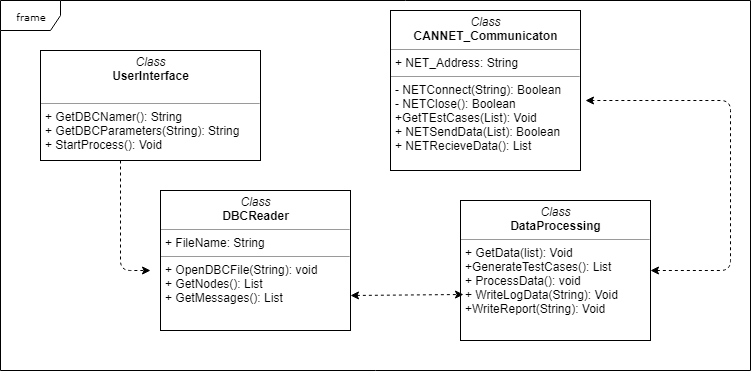 frame
Class
UserInterface
+ GetDBCNamer(): String
+ GetDBCParameters(String): String
+ StartProcess(): Void
Class
CANNET_Communicaton
+ NET_Address: String
- NETConnect(String): Boolean
- NETClose(): Boolean
+GetTEstCases(List): Void
+ NETSendData(List): Boolean
+ NETRecieveData(): List
Class
DBCReader
+ FileName: String
+ OpenDBCFile(String): void
+ GetNodes(): List
+ GetMessages(): List
Class
DataProcessing
+ GetData(list): Void
+GenerateTestCases(): List
+ ProcessData(): void
+ WriteLogData(String): Void
+WriteReport(String): Void